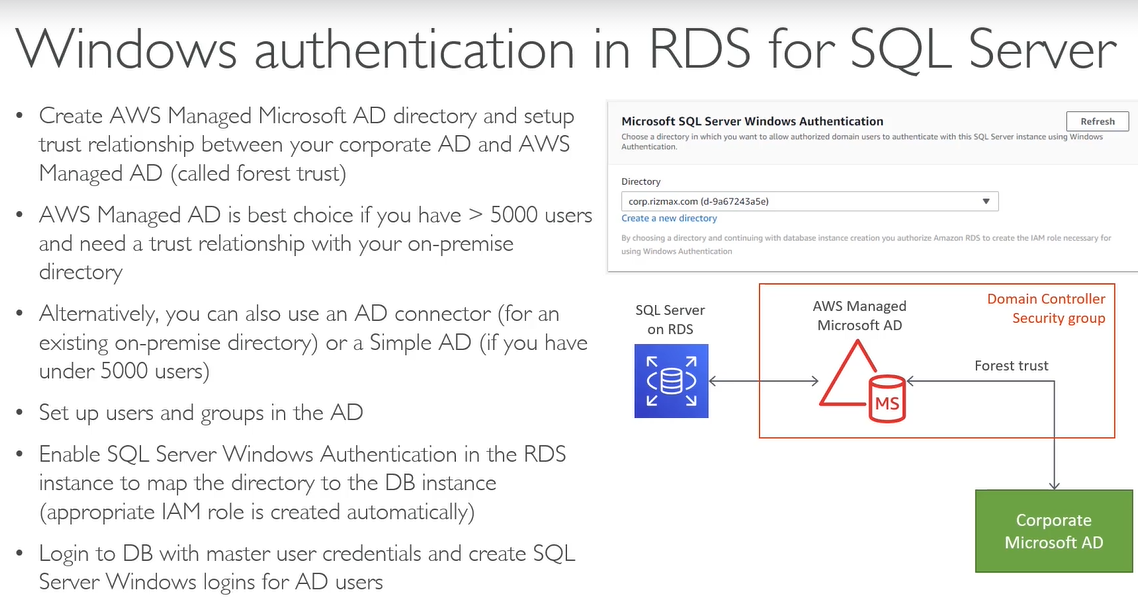 Windows authentication in RDS for SQL Server
• Create AWS Managed Microsoft AD directory and setup
trust relationship between your corporate AD and AWS
Managed AD (called forest trust)
• AWS Managed AD is best choice if you have > 5000 users
and need a trust relationship with your on-premise
directory
• Alternatively, you can also use an AD connector (for an
existing on-premise directory) or a Simple AD (if you have
under 5000 users)
• Set up users and groups in the AD
• Enable SQL Server Windows Authentication in the RDS
instance to map the directory to the DB instance
(appropriate IAM role is created automatically)
• Login to DB with master user credentials and create SQL
Server Windows logins for AD users
Microsoft SQL Server Windows Authentication
Refresh
Choose a directory in which you want to allow authorized domain users to authenticate with this SQL Server instance using Windows
Authentication.
Directory
corp.rizmax.com (d-9a67243a5e)
Create a new directory
By choosing a directory and continuing with database instance creation you authorize Amazon RDS to create the IAM role necessary for
using Windows Authentication
SQL Server
on RDS
AWS Managed
Microsoft AD
Domain Controller
Security group
Forest trust
MS
Corporate
Microsoft AD